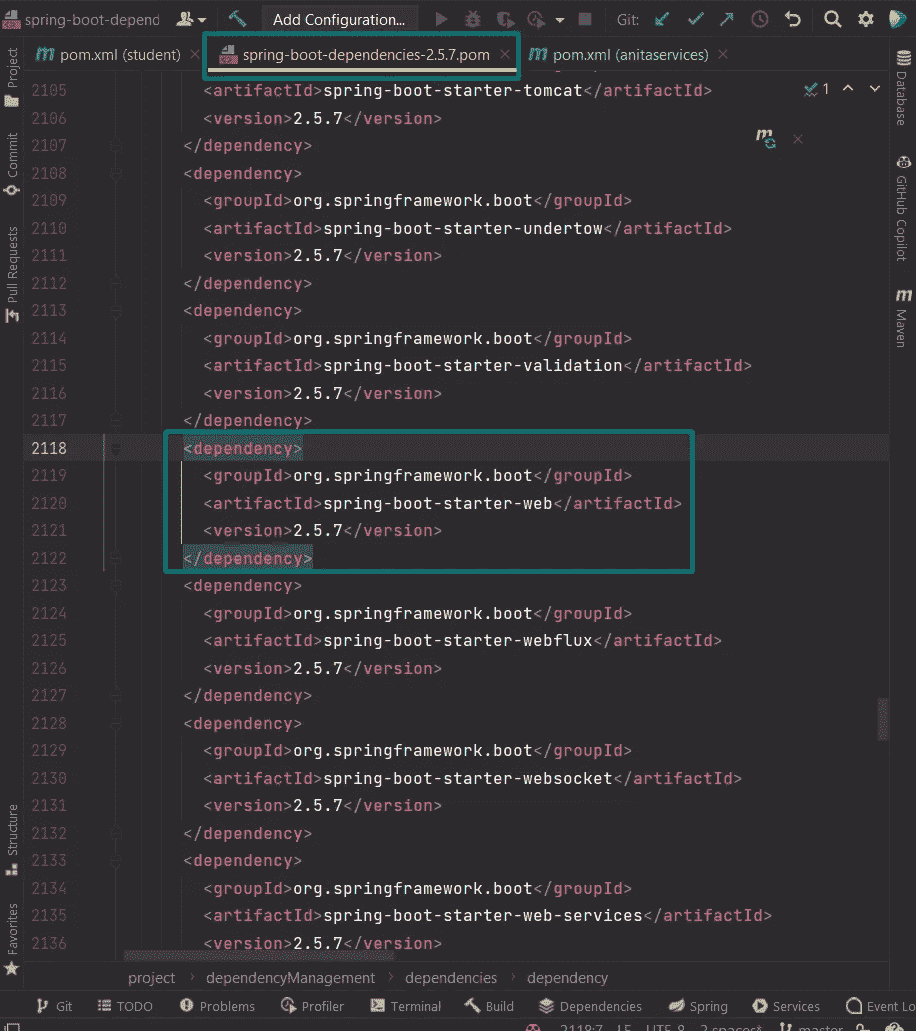 spring-boot-depend
Add Configuration...
Git:
pom.xml (student)
spring-boot-dependencies-2.5.7.pom
pom.xml (anitaservices)
Project
Commit
Pull Requests
Structure
Favorites
Database
GitHub Copilot
Maven
1
2105 <artifactId>spring-boot-starter-tomcat</artifactId>
2106 <version>2.5.7</version>
2107 </dependency>
2108 <dependency>
2109 <groupId>org.springframework.boot</groupId>
2110 <artifactId>spring-boot-starter-undertow</artifactId>
2111 <version>2.5.7</version>
2112 </dependency>
2113 <dependency>
2114 <groupId>org.springframework.boot</groupId>
2115 <artifactId>spring-boot-starter-validation</artifactId>
2116 <version>2.5.7</version>
2117 </dependency>
2118 <dependency>
2119 <groupId>org.springframework.boot</groupId>
2120 <artifactId>spring-boot-starter-web</artifactId>
2121 <version>2.5.7</version>
2122 </dependency>
2123 <dependency>
2124 <groupId>org.springframework.boot</groupId>
2125 <artifactId>spring-boot-starter-webflux</artifactId>
2126 <version>2.5.7</version>
2127 </dependency>
2128 <dependency>
2129 <groupId>org.springframework.boot</groupId>
2130 <artifactId>spring-boot-starter-websocket</artifactId>
2131 <version>2.5.7</version>
2132 </dependency>
2133 <dependency>
2134 <groupId>org.springframework.boot</groupId>
2135 <artifactId>spring-boot-starter-web-services</artifactId>
2136 <version>2.5.7</version>
project > dependencyManagement > dependencies > dependency
Git TODO Problems Profiler Terminal Build Dependencies Spring Services Event Lo
2118:7 LF UTF-8 2 spaces* master